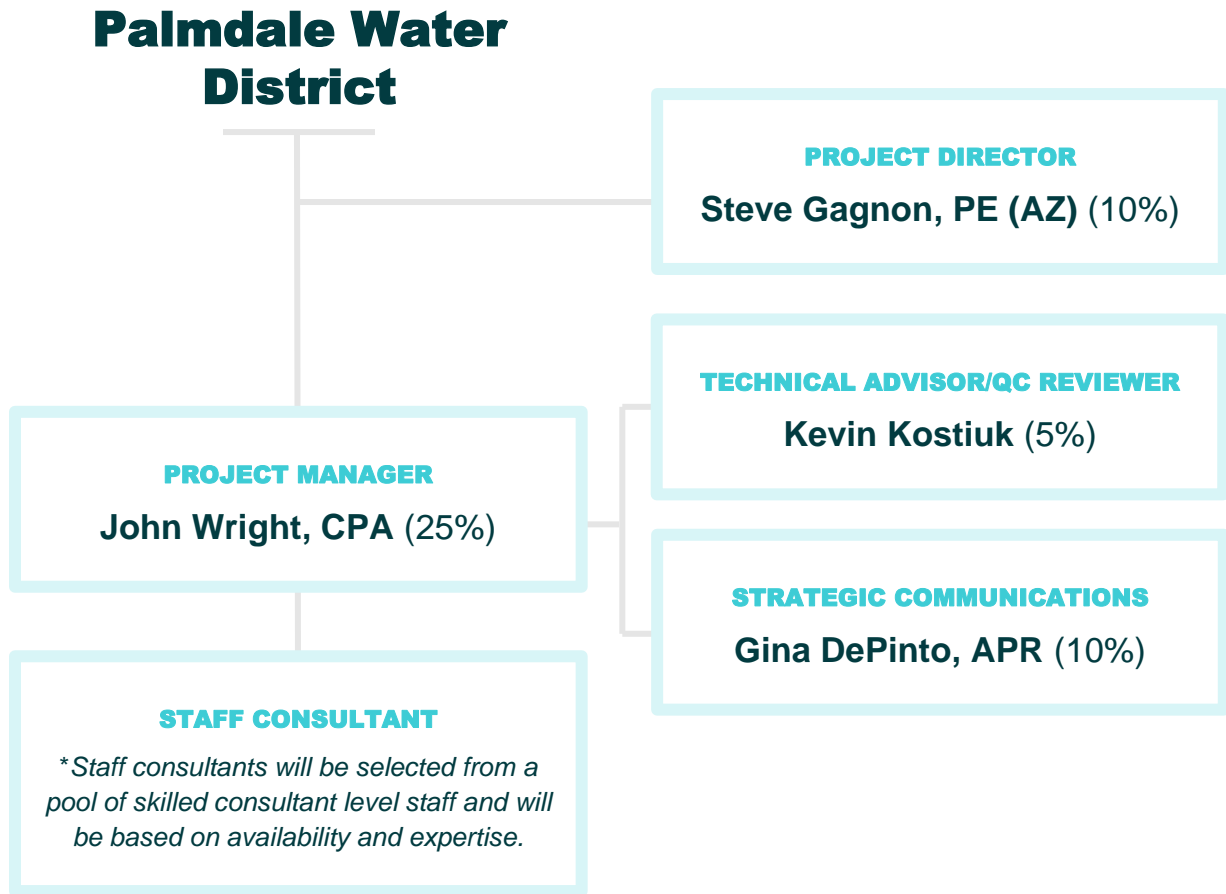 Palmdale Water
District
PROJECT DIRECTOR
Steve Gagnon, PE (AZ) (10%)
TECHNICAL ADVISOR/QC REVIEWER
Kevin Kostiuk (5%)
PROJECT MANAGER
John Wright, CPA (25%)
STRATEGIC COMMUNICATIONS
Gina DePinto, APR (10%)
STAFF CONSULTANT
*Staff consultants will be selected from a
pool of skilled consultant level staff and will
be based on availability and expertise.